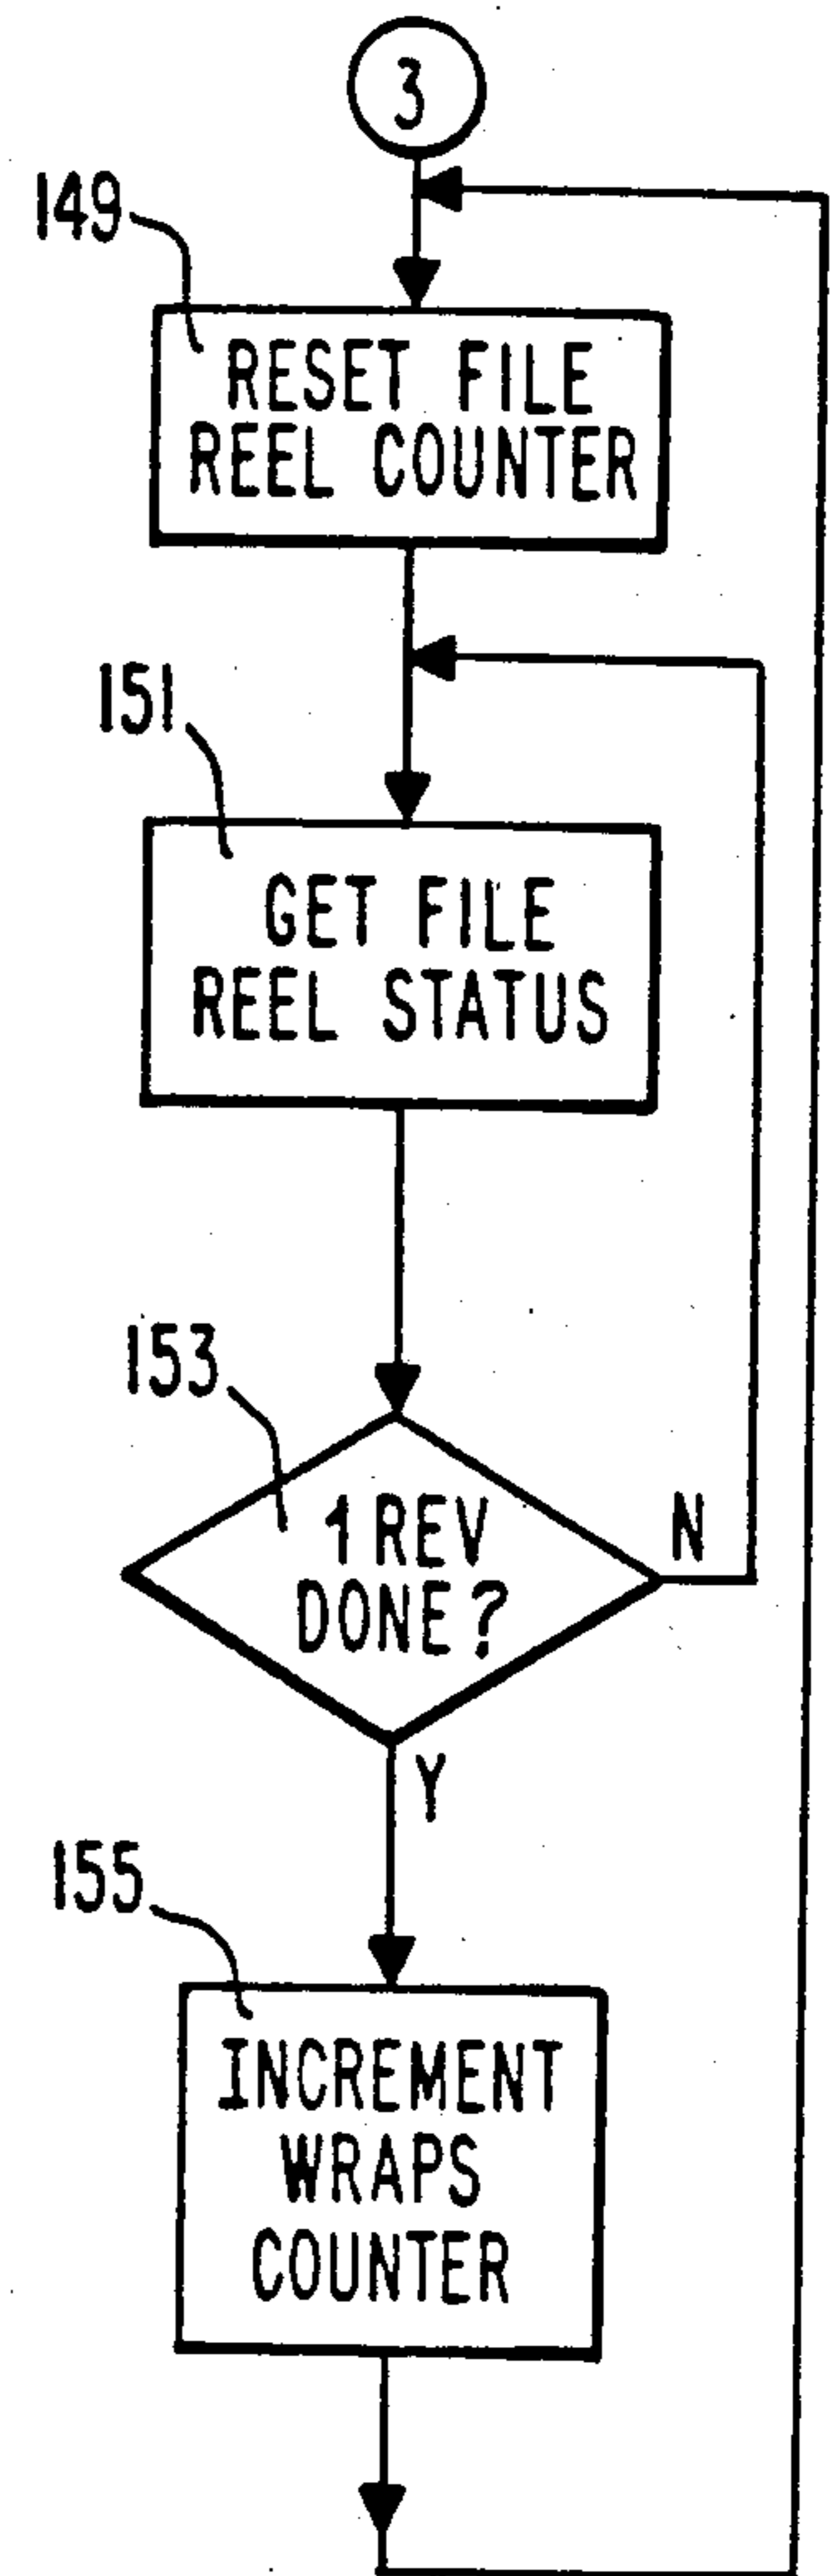 3
149
RESET FILE
REEL COUNTER
151
GET FILE
REEL STATUS
153
1 REV
DONE?
N
Y
155
INCREMENT
WRAPS
COUNTER